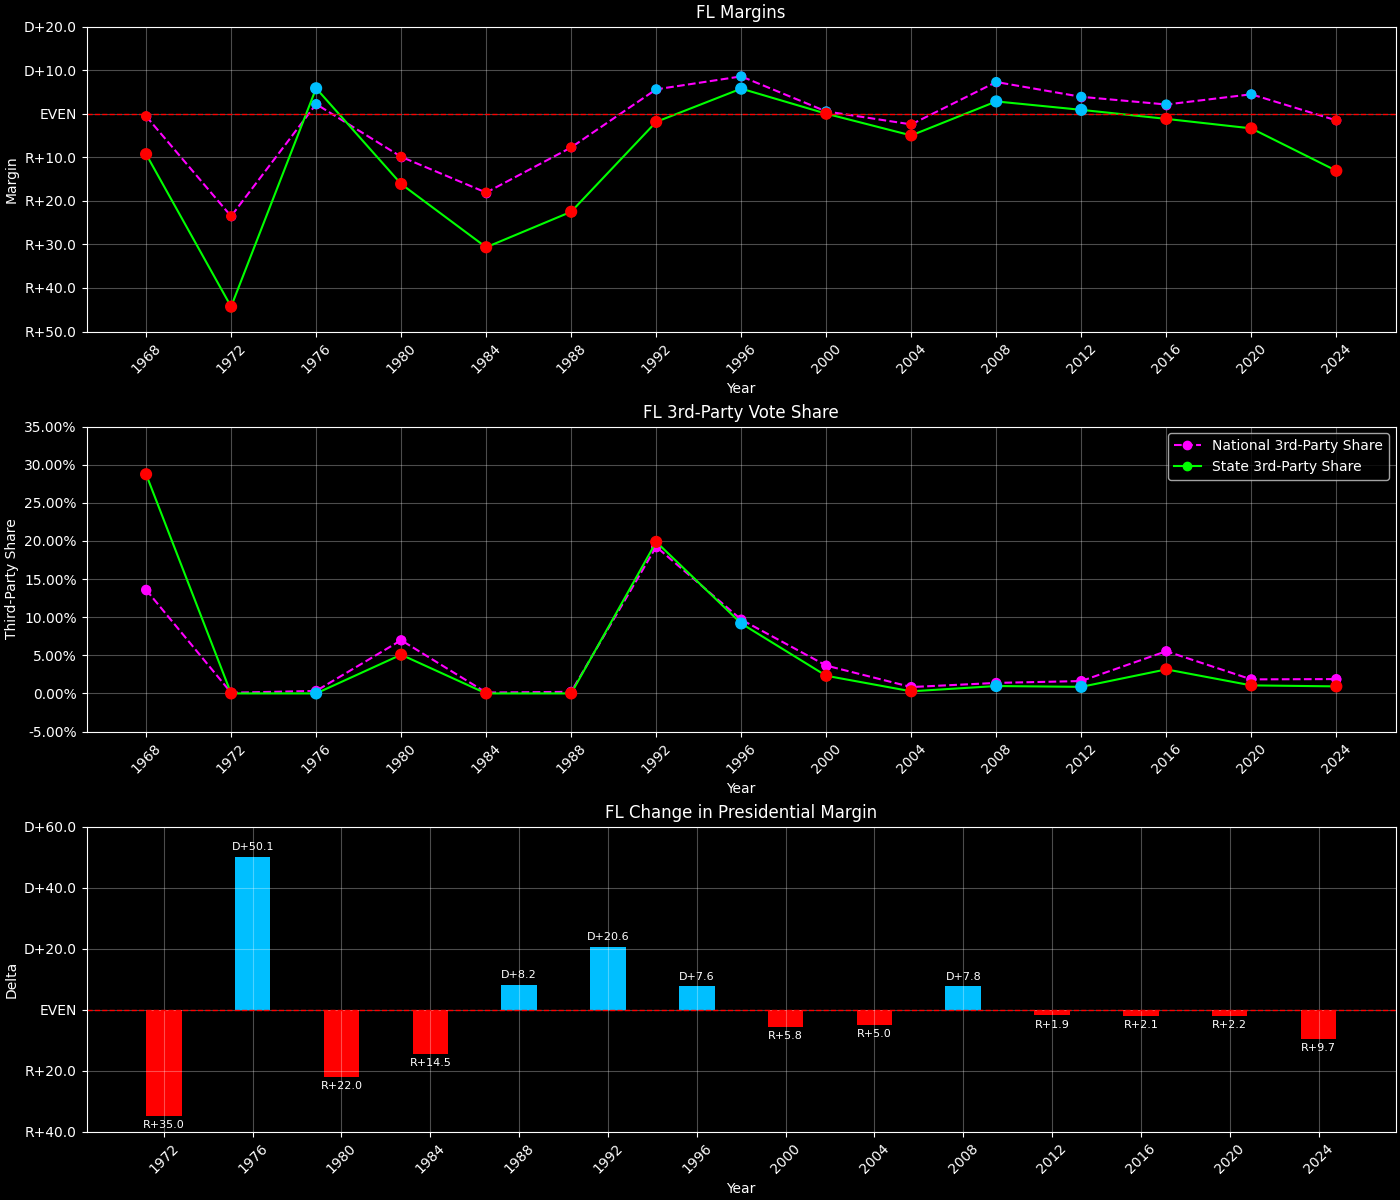 FL Margins
D+20.0
D+10.0
EVEN
R+10.0
R+20.0
R+30.0
R+40.0
R+50.0
Margin
1968 1972 1976 1980 1984 1988 1992 1996 2000 2004 2008 2012 2016 2020 2024
Year
FL 3rd-Party Vote Share
35.00%
30.00%
25.00%
20.00%
15.00%
10.00%
5.00%
0.00%
-5.00%
Third-Party Share
National 3rd-Party Share
State 3rd-Party Share
1968 1972 1976 1980 1984 1988 1992 1996 2000 2004 2008 2012 2016 2020 2024
Year
FL Change in Presidential Margin
D+60.0
D+40.0
D+20.0
EVEN
R+20.0
R+40.0
Delta
R+35.0
D+50.1
R+22.0
R+14.5
D+8.2
D+20.6
D+7.6
R+5.8
R+5.0
D+7.8
R+1.9
R+2.1
R+2.2
R+9.7
1972 1976 1980 1984 1988 1992 1996 2000 2004 2008 2012 2016 2020 2024
Year